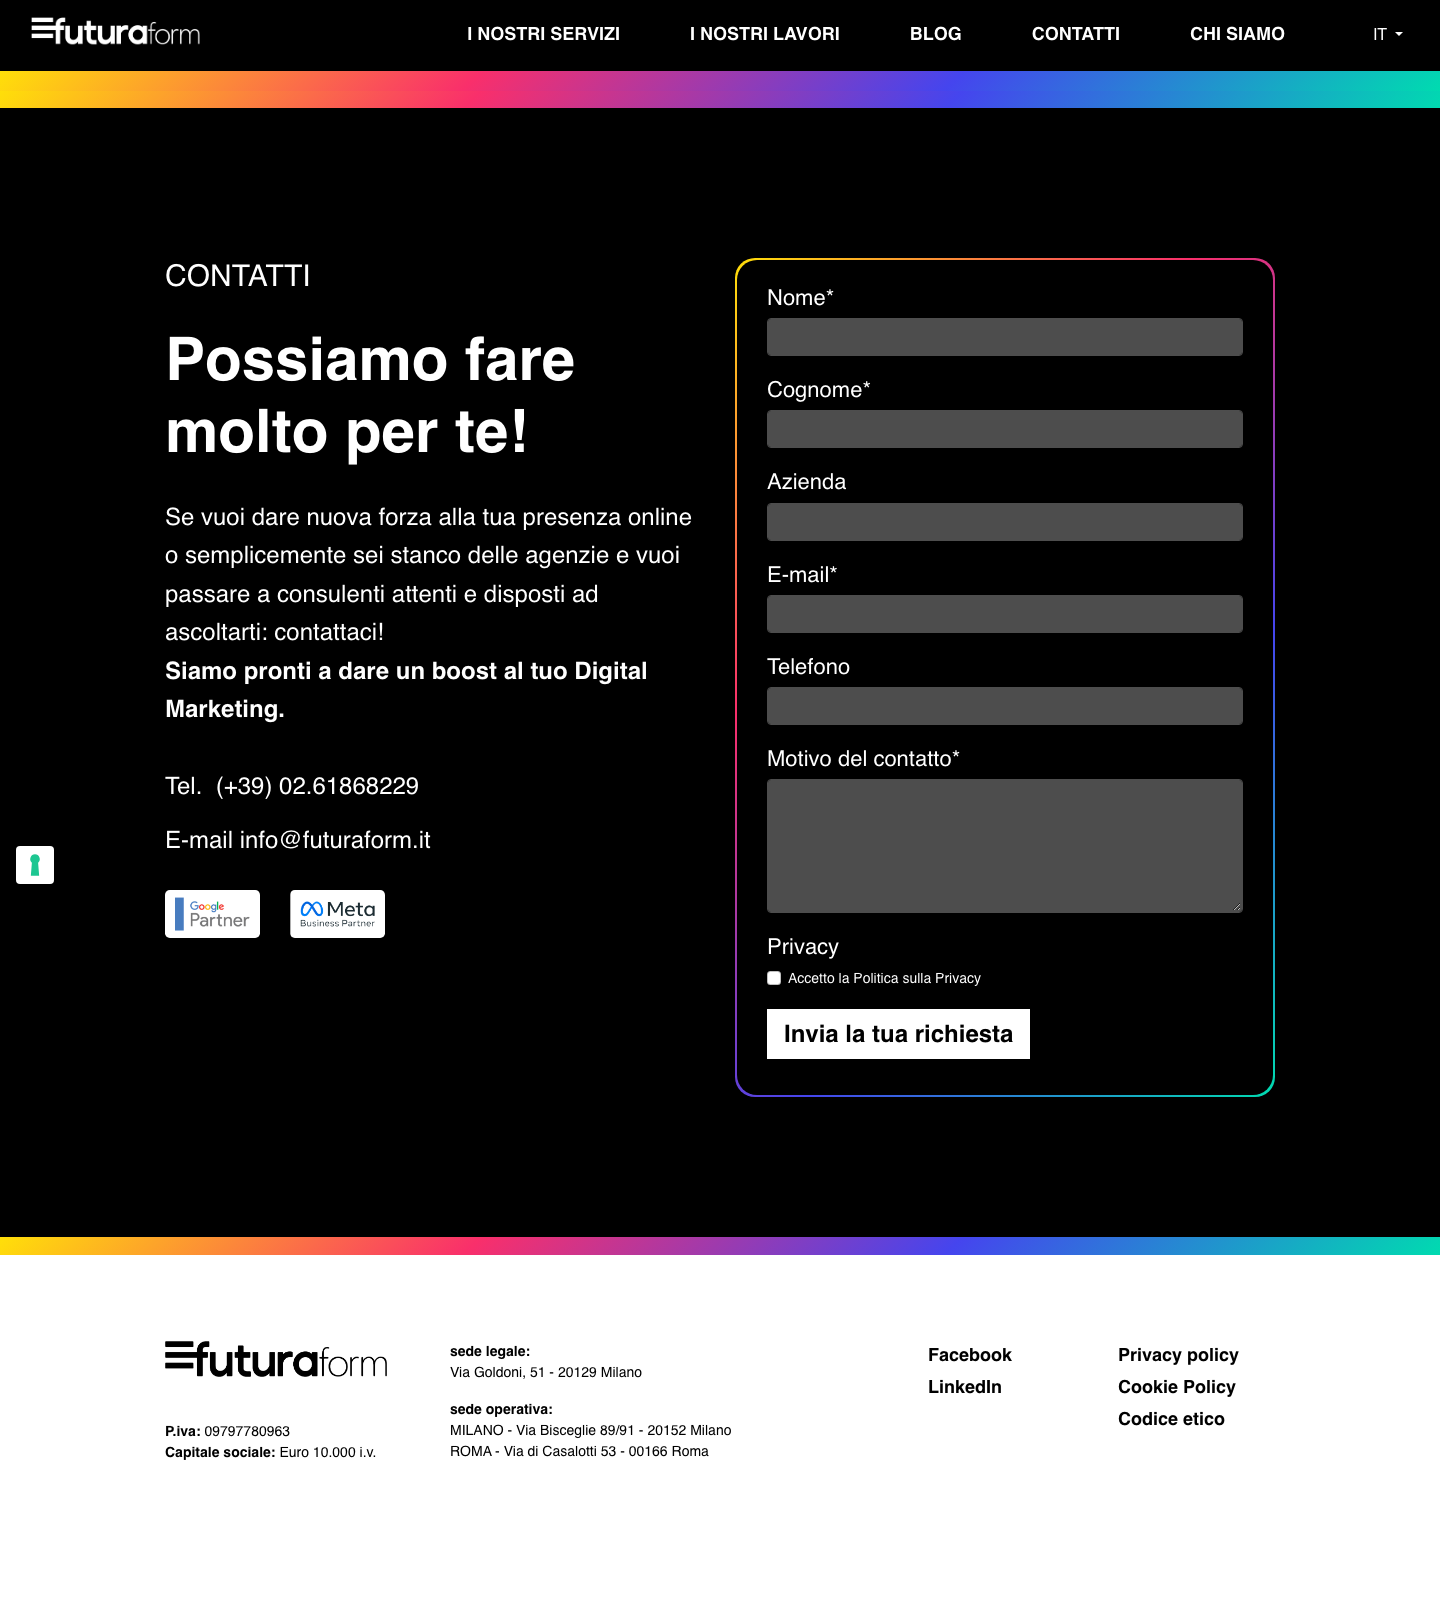 futuraform
I NOSTRI SERVIZI
I NOSTRI LAVORI
BLOG
CONTATTI
CHI SIAMO
IT
CONTATTI
Possiamo fare
molto per te!
Se vuoi dare nuova forza alla tua presenza online
o semplicemente sei stanco delle agenzie e vuoi
passare a consulenti attenti e disposti ad
ascoltarti: contattaci!
Siamo pronti a dare un boost al tuo Digital
Marketing.
Tel. (+39) 02.61868229
E-mail info@futuraform.it
Google
Partner
Meta
Business Partner
Nome*
Cognome*
Azienda
E-mail*
Telefono
Motivo del contatto*
Privacy
Accetto la Politica sulla Privacy
Invia la tua richiesta
futuraform
P.iva: 09797780963
Capitale sociale: Euro 10.000 i.v.
sede legale:
Via Goldoni, 51 - 20129 Milano
sede operativa:
MILANO - Via Bisceglie 89/91 - 20152 Milano
ROMA - Via di Casalotti 53 - 00166 Roma
Facebook
LinkedIn
Privacy policy
Cookie Policy
Codice etico